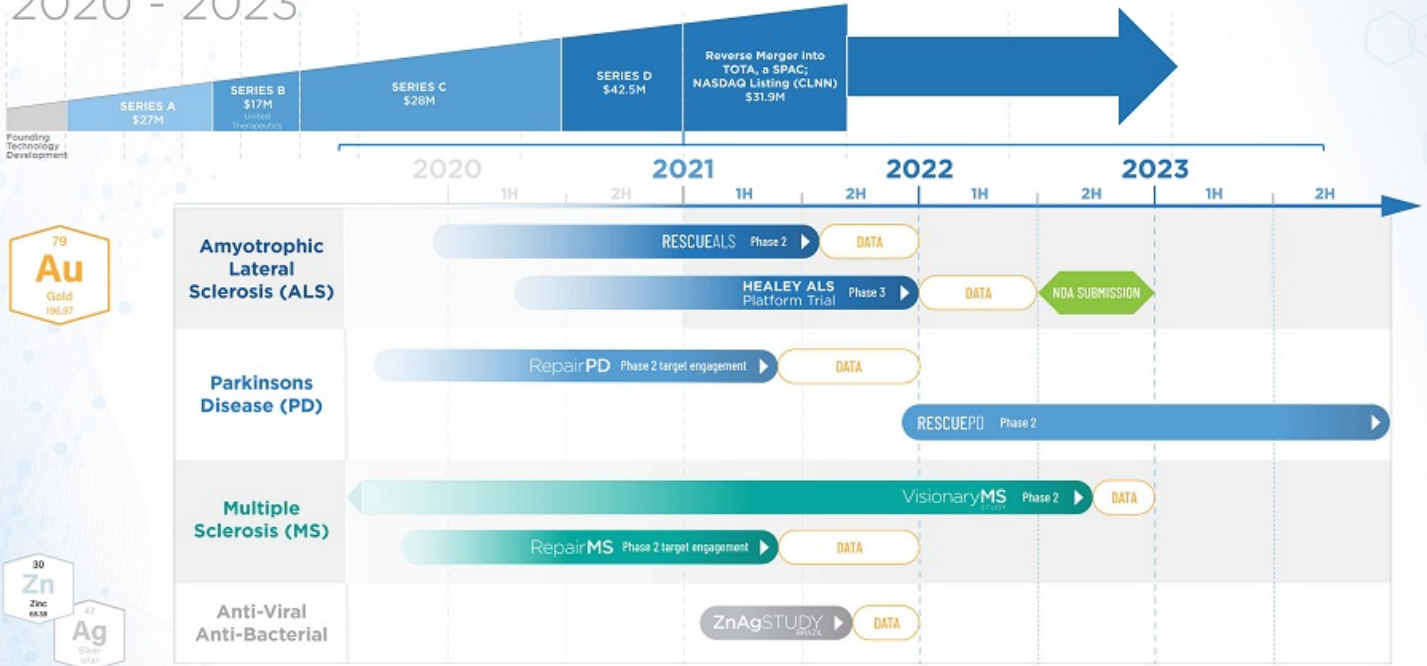 2020 - 2023
Founding
Technology
Development
SERIES A
$27M
SERIES B
$17M
United
Therapeutics
SERIES C
$28M
SERIES D
$42.5M
Reverse Merger into
TOTA, a SPAC;
NASDAQ Listing (CLNN)
$31.9M
2020
2021
2022
2023
1H
2H
1H
2H
1H
2H
1H
2H
79
Au
Gold
196.97
Amyotrophic
Lateral
Sclerosis (ALS)
RESCUEALS Phase 2
DATA
HEALEY ALS
Platform Trial
Phase 3
DATA
NDA SUBMISSION
Parkinsons
Disease (PD)
RepairPD Phase 2 target engagement
DATA
RESCUEPD Phase 2
Multiple
Sclerosis (MS)
VisionaryMS Phase 2
STUDY
DATA
RepairMS Phase 2 target engagement
DATA
30
Zn
Zinc
65.38
47
Ag
Silver
Anti-Viral
Anti-Bacterial
ZnAgSTUDY
BRAZIL
DATA